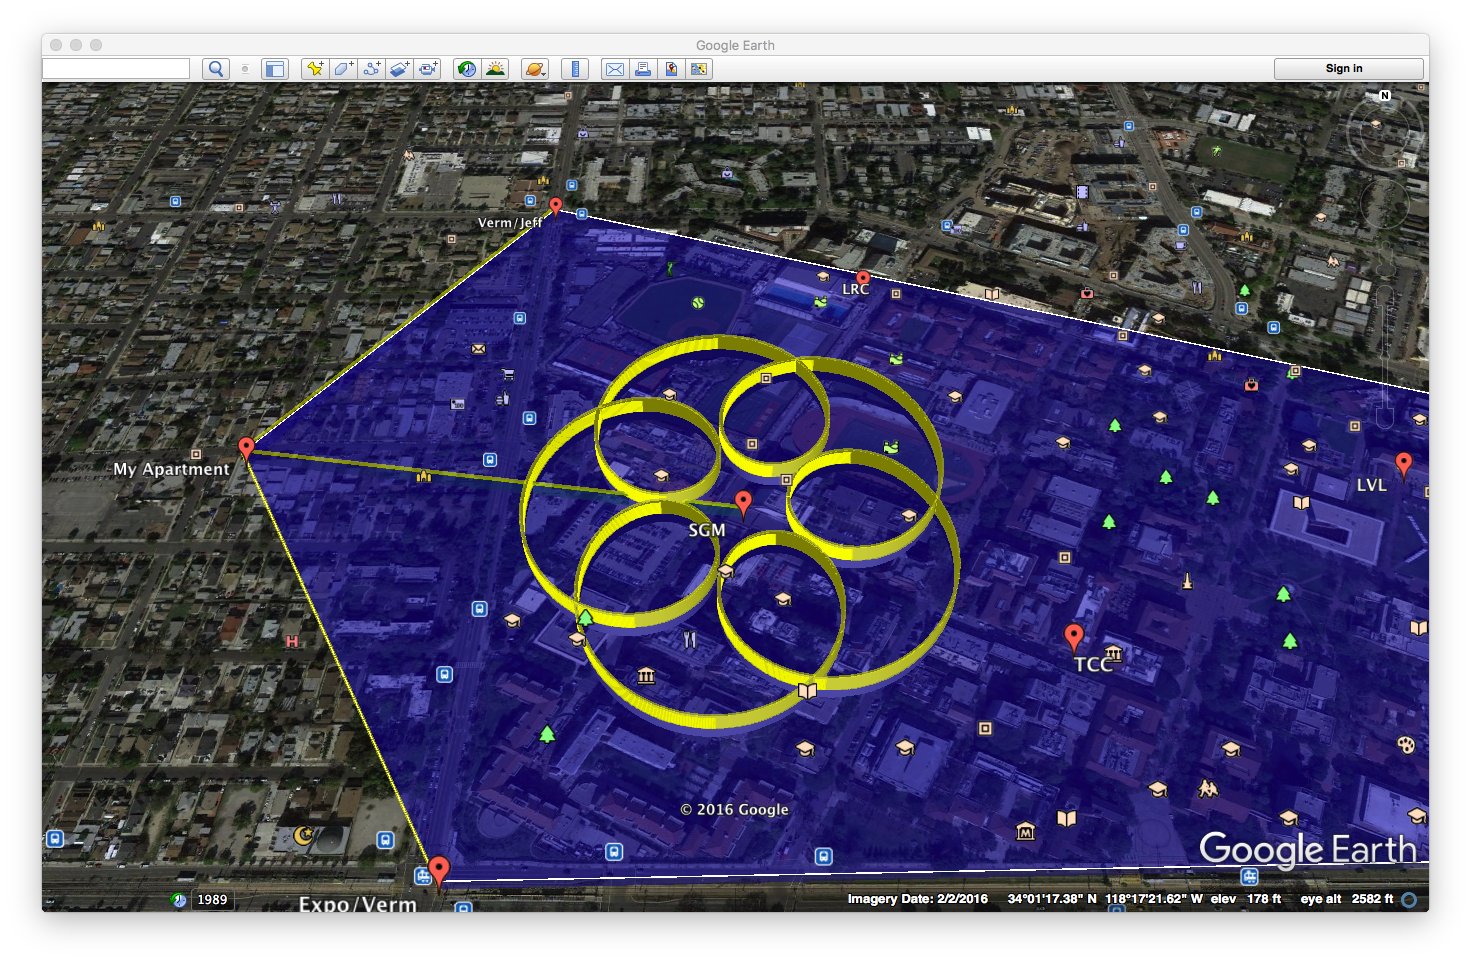 Google Earth
Sign in
N
Verm/Jeff
LRC
My Apartment
LVL
SGM
H
TCC
© 2016 Google
M
Google Earth
1989
Expo/Verm
Imagery Date: 2/2/2016 34°01'17.38" N 118°17'21.62" W elev 178 ft eye alt 2582 ft